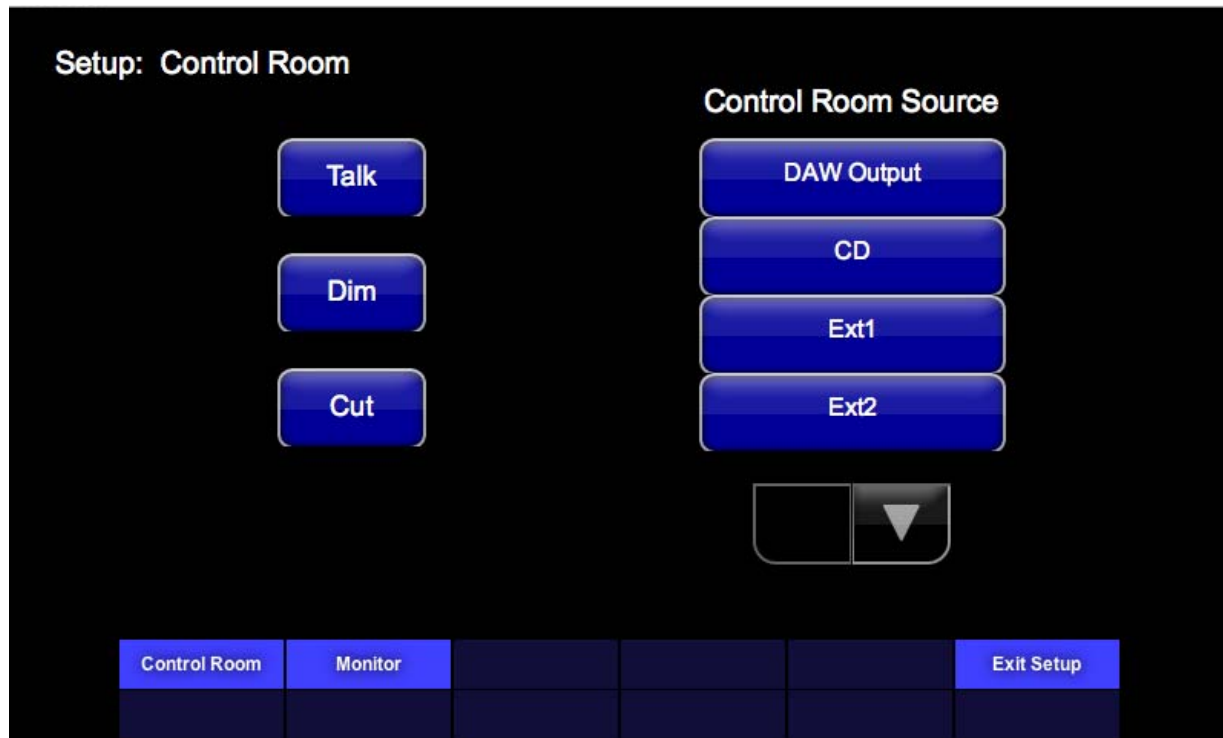 Setup:  Control Room
Control Room Source
Talk
DAW Output
CD
Dim
Ext1
Cut
Ext2
Control Room
Monitor
Exit Setup